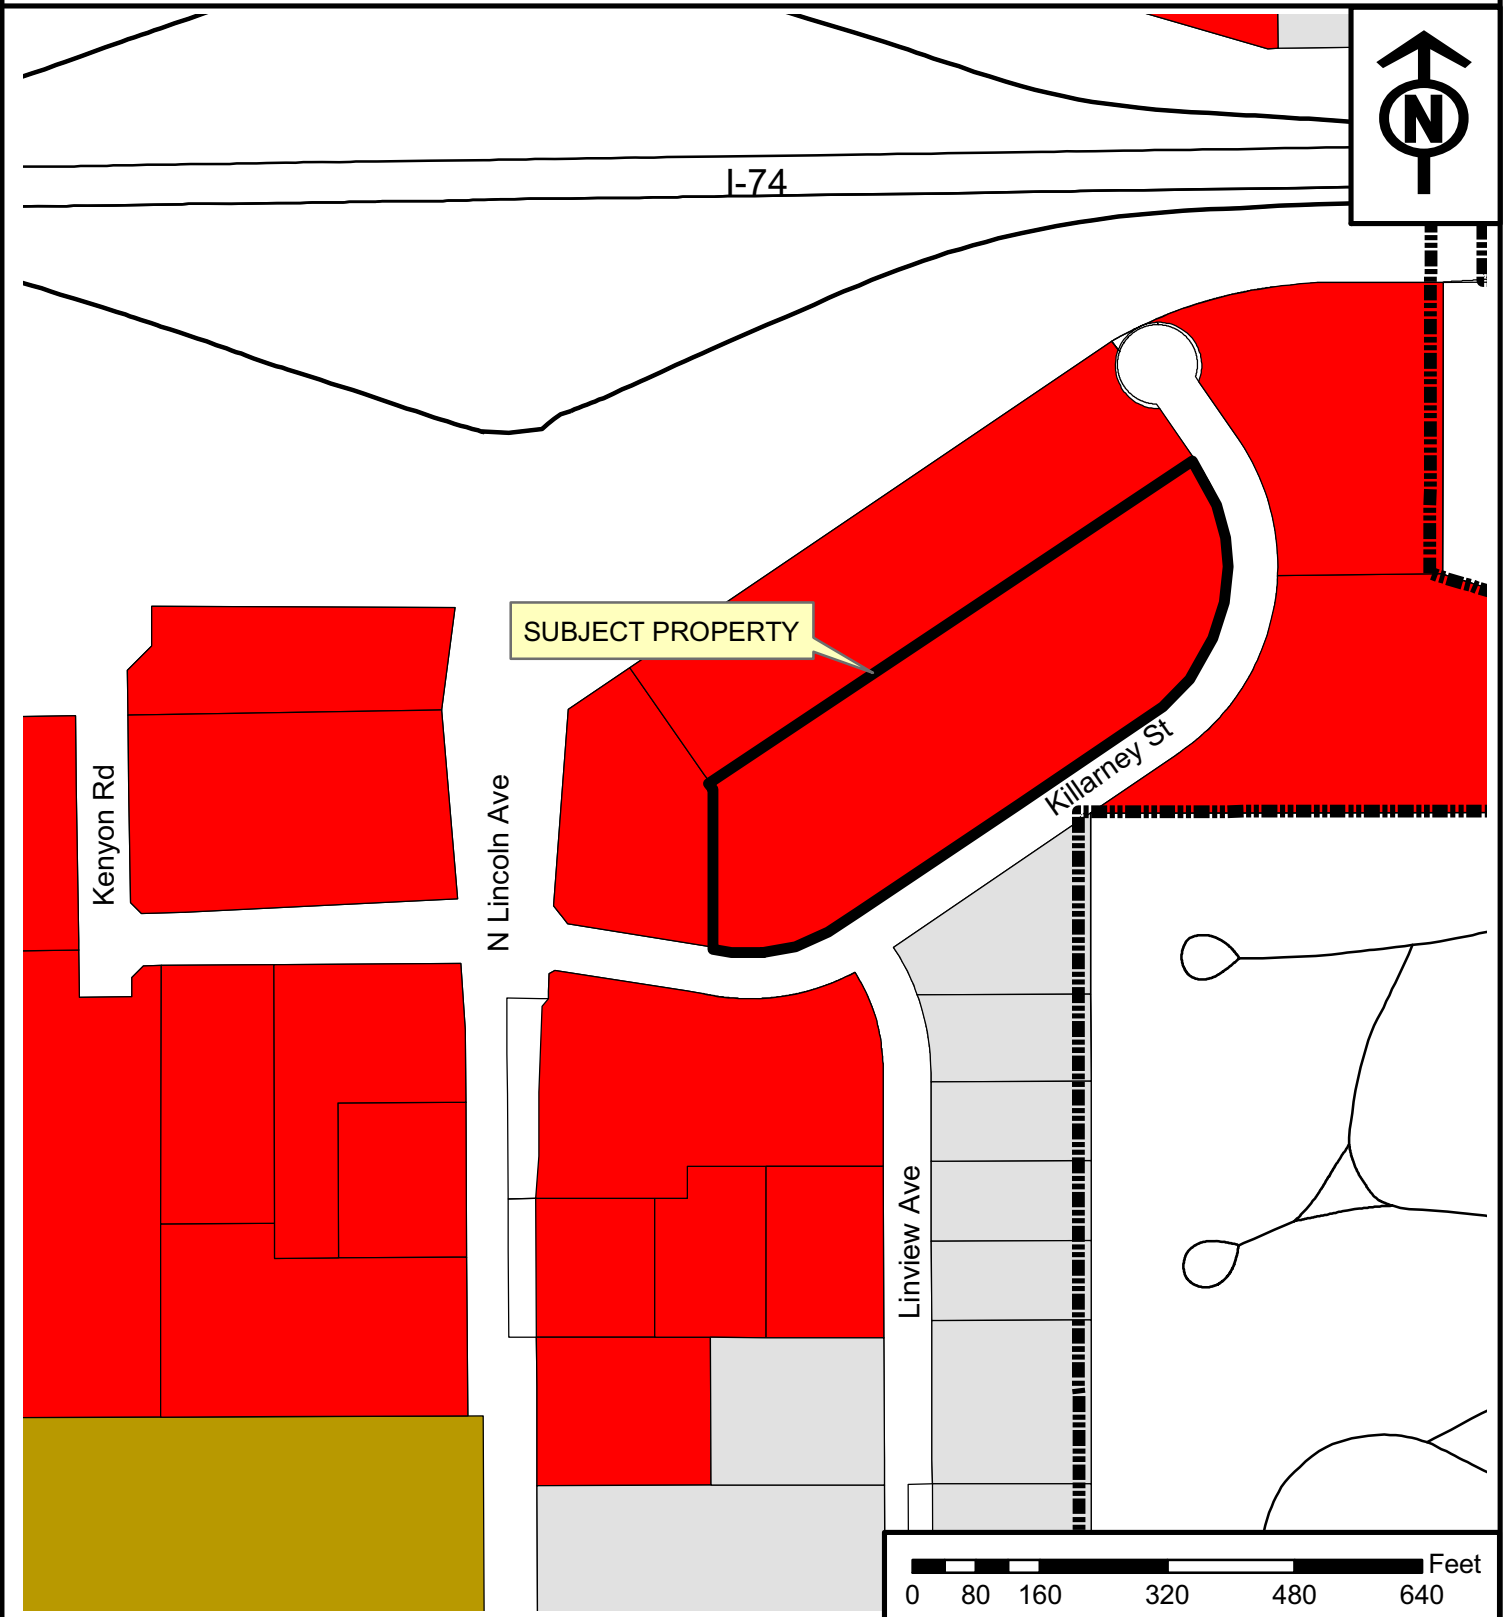 N
I-74
SUBJECT PROPERTY
Killarney St
Kenyon Rd
N Lincoln Ave
Linview Ave
Feet
0 80 160 320 480 640